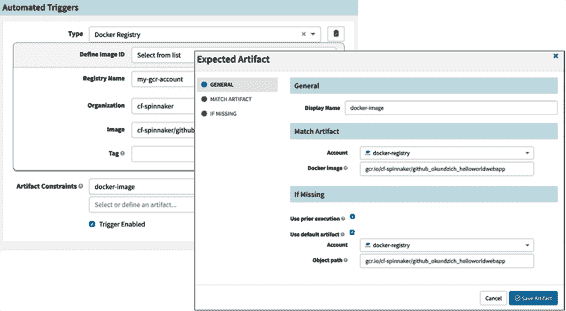 Automated Triggers
Type Docker Registry
Define Image ID Select from list
Registry Name my-gcr-account
Organization cf-spinnaker
Image cf-spinnaker/github
Tag
Artifact Constraints docker-image
Select or define an artifact...
Trigger Enabled
Expected Artifact
GENERAL
MATCH ARTIFACT
IF MISSING
General
Display Name docker-image
Match Artifact
Account docker-registry
Docker image gcr.io/cf-spinnaker/github_okundzich_helloworldwebapp
If Missing
Use prior execution
Use default artifact
Account docker-registry
Object path gcr.io/cf-spinnaker/github_okundzich_helloworldwebapp
Cancel Save Artifact